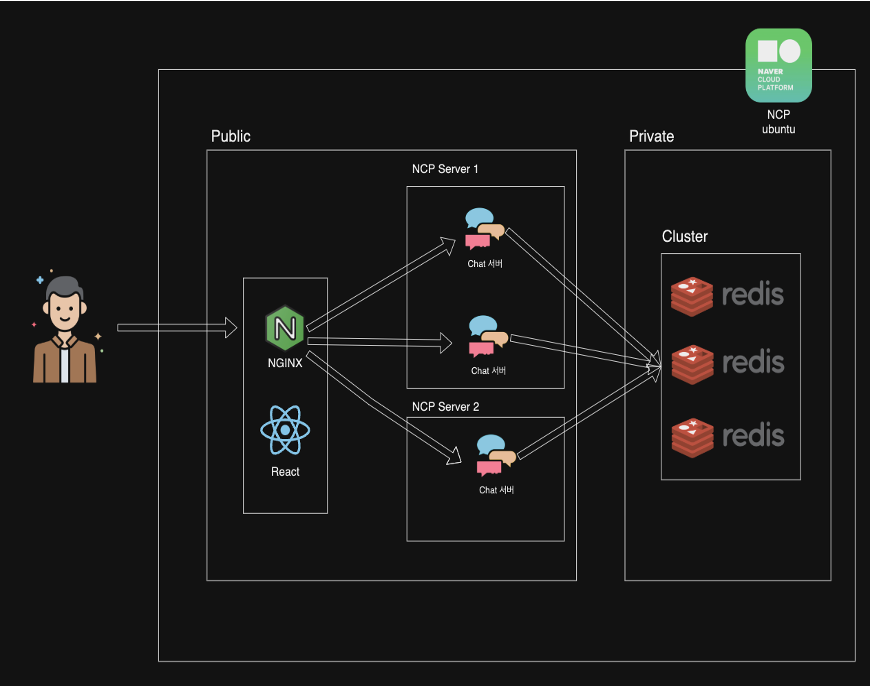 NAVER
CLOUD
PLATFORM
NCP
ubuntu
Public
Private
NCP Server 1
Chat 서버
Cluster
redis
NGINX
Chat 서버
redis
NCP Server 2
React
Chat 서버
redis